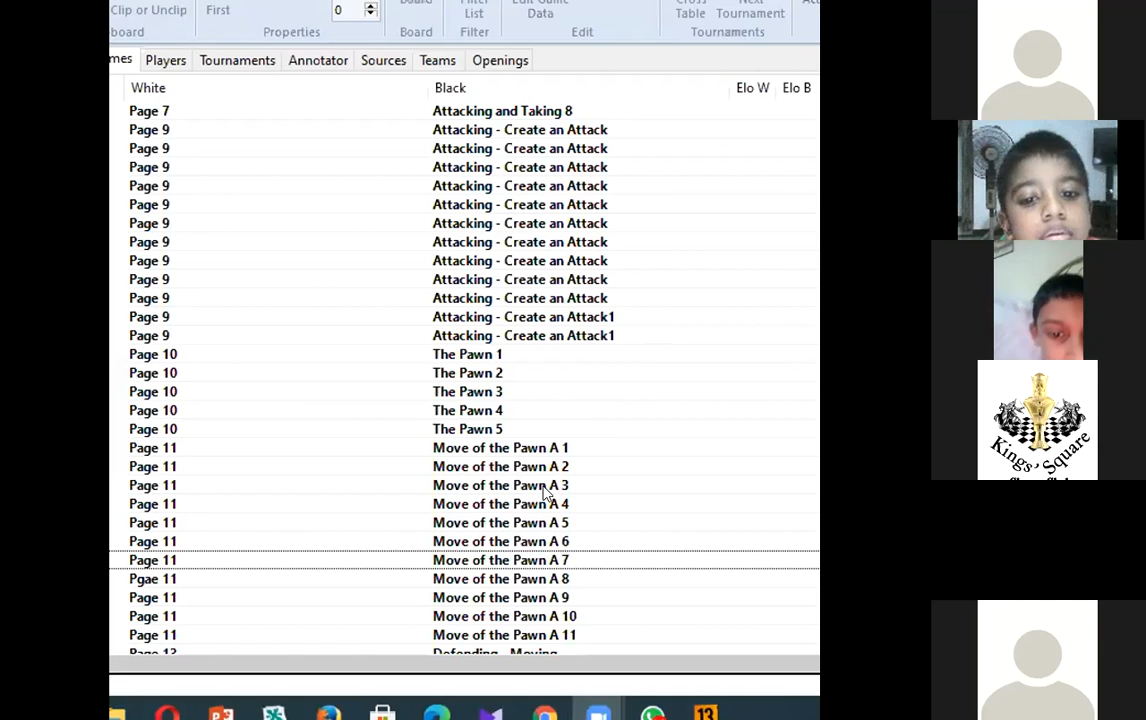 Clip or Unclip First 0 List Data Table Tournament
board Properties Board Filter Edit Tournaments
mes Players Tournaments Annotator Sources Teams Openings
White Black Elo W Elo B
Page 7 Attacking and Taking 8
Page 9 Attacking - Create an Attack
Page 9 Attacking - Create an Attack
Page 9 Attacking - Create an Attack
Page 9 Attacking - Create an Attack
Page 9 Attacking - Create an Attack
Page 9 Attacking - Create an Attack
Page 9 Attacking - Create an Attack
Page 9 Attacking - Create an Attack
Page 9 Attacking - Create an Attack
Page 9 Attacking - Create an Attack
Page 9 Attacking - Create an Attack1
Page 9 Attacking - Create an Attack1
Page 10 The Pawn 1
Page 10 The Pawn 2
Page 10 The Pawn 3
Page 10 The Pawn 4
Page 10 The Pawn 5
Page 11 Move of the Pawn A 1
Page 11 Move of the Pawn A 2
Page 11 Move of the Pawn A 3
Page 11 Move of the Pawn A 4
Page 11 Move of the Pawn A 5
Page 11 Move of the Pawn A 6
Page 11 Move of the Pawn A 7
Pgae 11 Move of the Pawn A 8
Page 11 Move of the Pawn A 9
Page 11 Move of the Pawn A 10
Page 11 Move of the Pawn A 11
Defending - Moving
Kings' Square
13